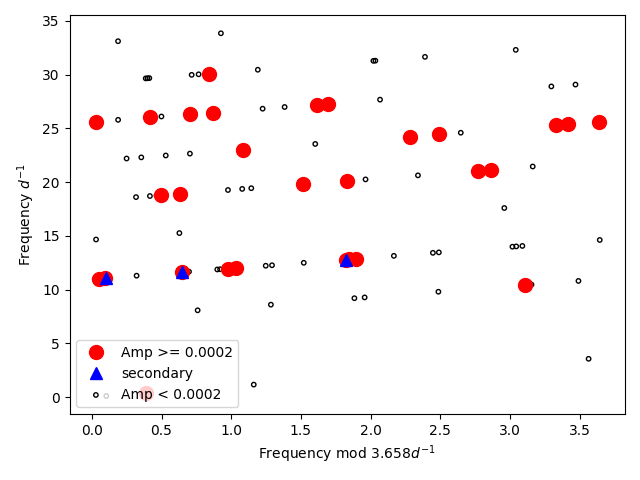 35
30
25
20
15
10
5
0
Frequency $d^{-1}$
Amp >= 0.0002
secondary
Amp < 0.0002
0.0 0.5 1.0 1.5 2.0 2.5 3.0 3.5
Frequency mod 3.658$d^{-1}$